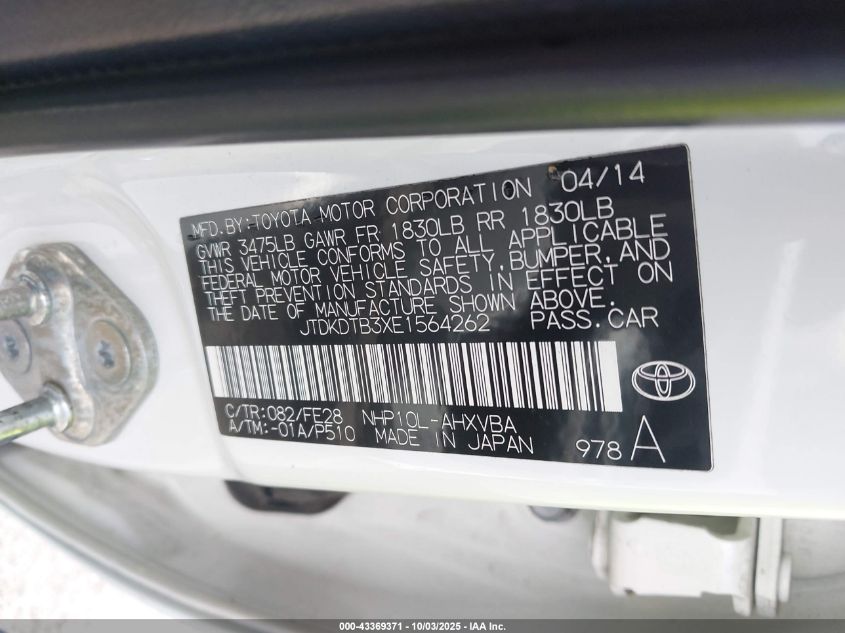 MFD. BY: TOYOTA MOTOR CORPORATION 04/14
GVWR 3475LB GAWR FR 1830LB RR 1830LB
THIS VEHICLE CONFORMS TO ALL APPLICABLE
FEDERAL MOTOR VEHICLE SAFETY, BUMPER, AND
THEFT PREVENTION STANDARDS IN EFFECT ON
THE DATE OF MANUFACTURE SHOWN ABOVE.
JTDKDTB3XE1564262 PASS. CAR
C/TR: 082/FE28 NHP10L-AHXVBA
A/TM: -01A/P510 MADE IN JAPAN 978 A
000-43369371 - 10/03/2025 - IAA Inc.